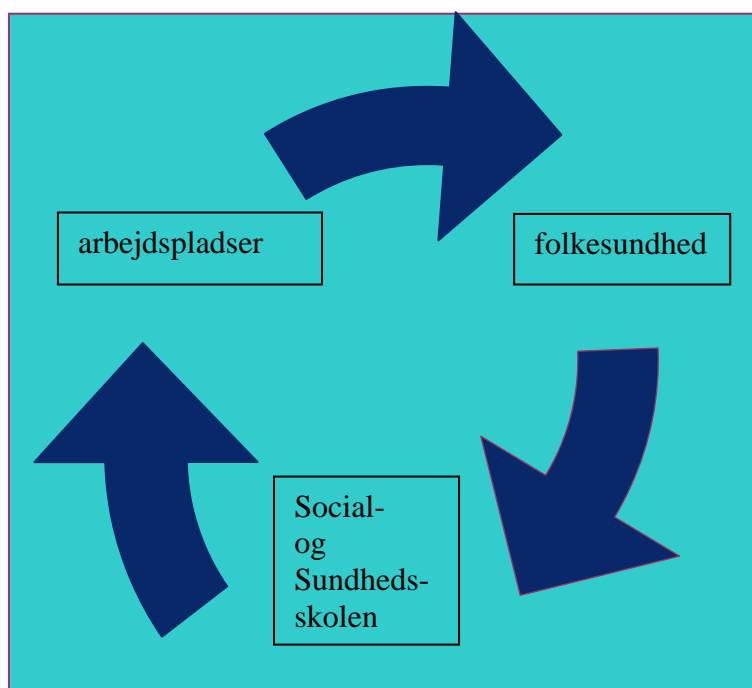 arbejdspladser
folkesundhed
Social-
og
Sundheds-
skolen